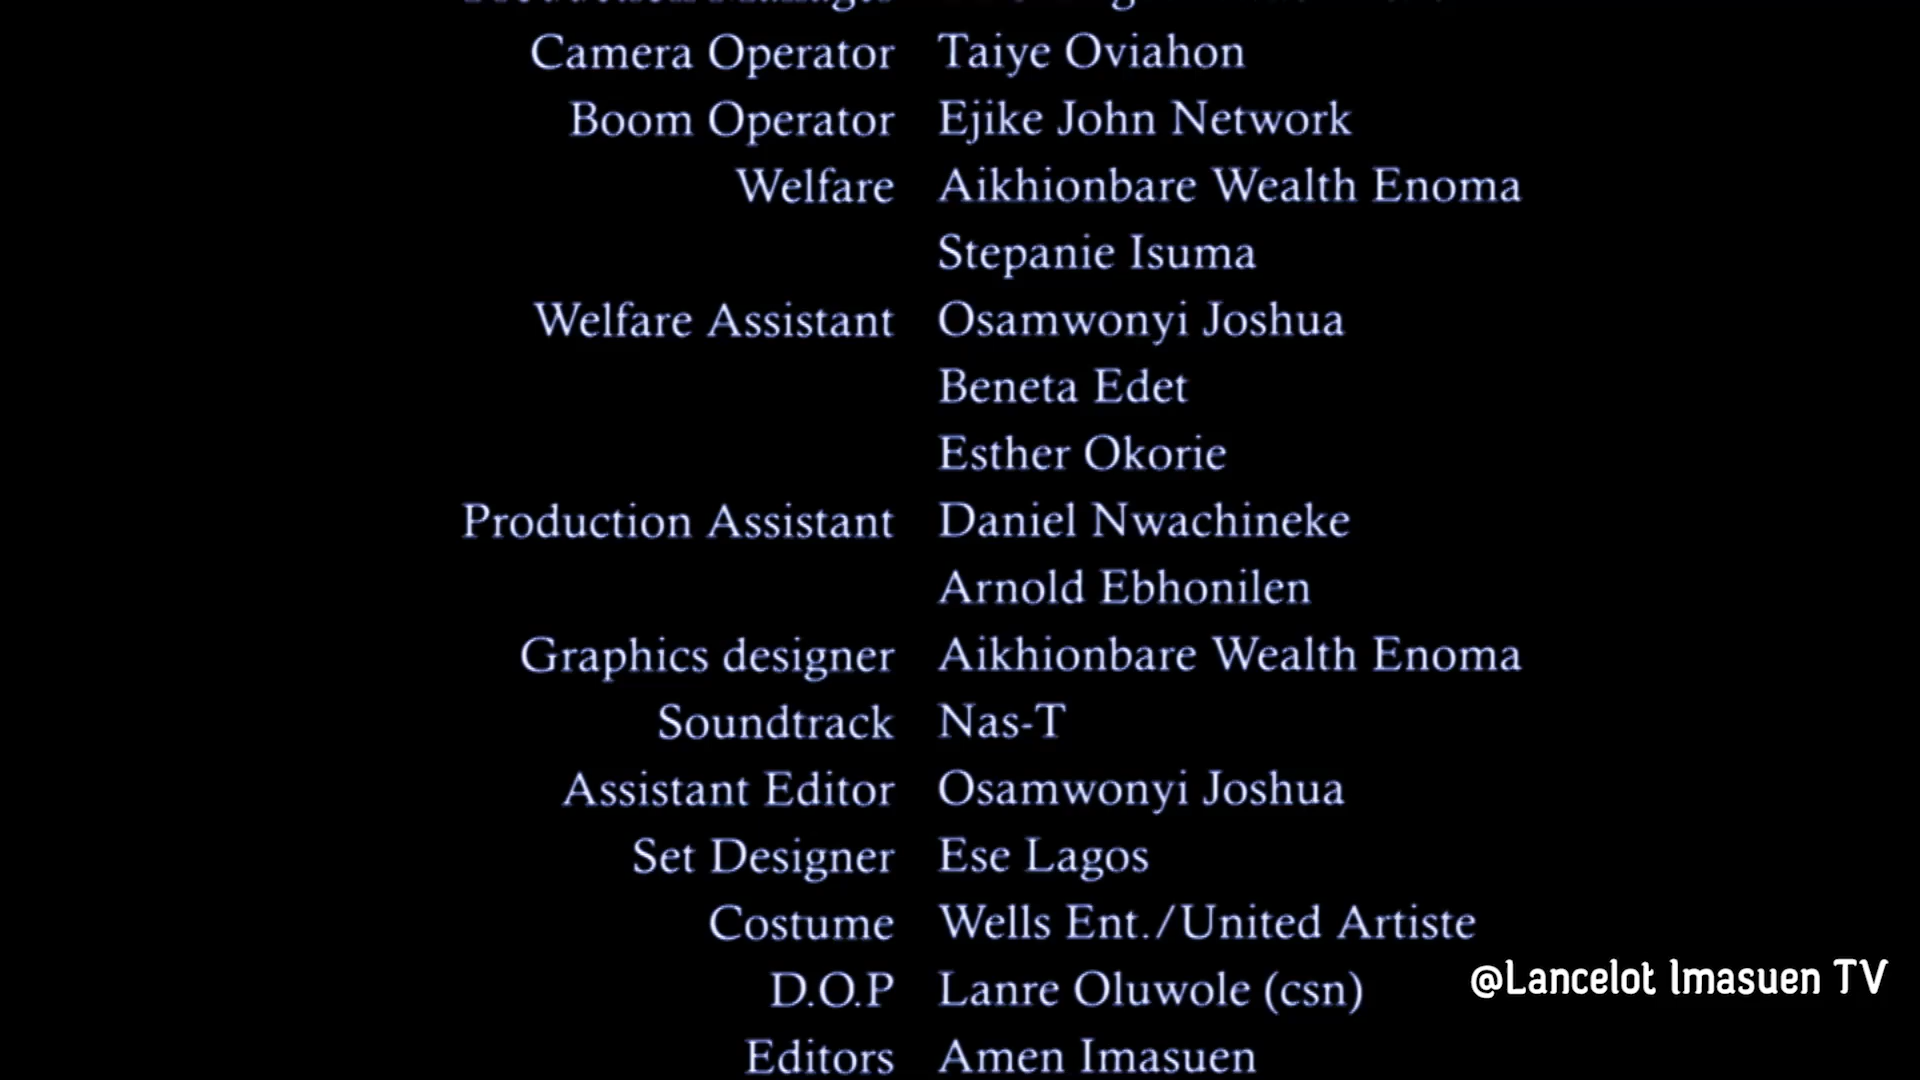 Camera Operator Taiye Oviahon
Boom Operator Ejike John Network
Welfare Aikhionbare Wealth Enoma
Stepanie Isuma
Welfare Assistant Osamwonyi Joshua
Beneta Edet
Esther Okorie
Production Assistant Daniel Nwachineke
Arnold Ebhonilen
Graphics designer Aikhionbare Wealth Enoma
Soundtrack Nas-T
Assistant Editor Osamwonyi Joshua
Set Designer Ese Lagos
Costume Wells Ent./United Artiste
@Lancelot Imasuen TV
D.O.P Lanre Oluwole (csn)
Editors Amen Imasuen